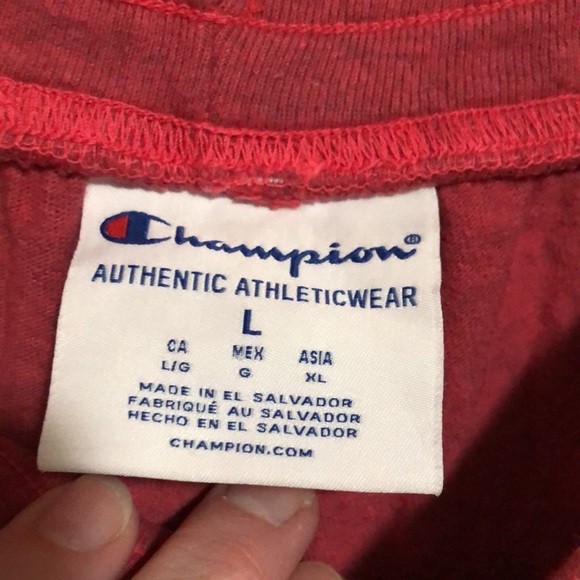 Champion®
AUTHENTIC ATHLETICWEAR
L
CA MEX ASIA
L/G G XL
MADE IN EL SALVADOR
FABRIQUÉ AU SALVADOR
HECHO EN EL SALVADOR
CHAMPION.COM